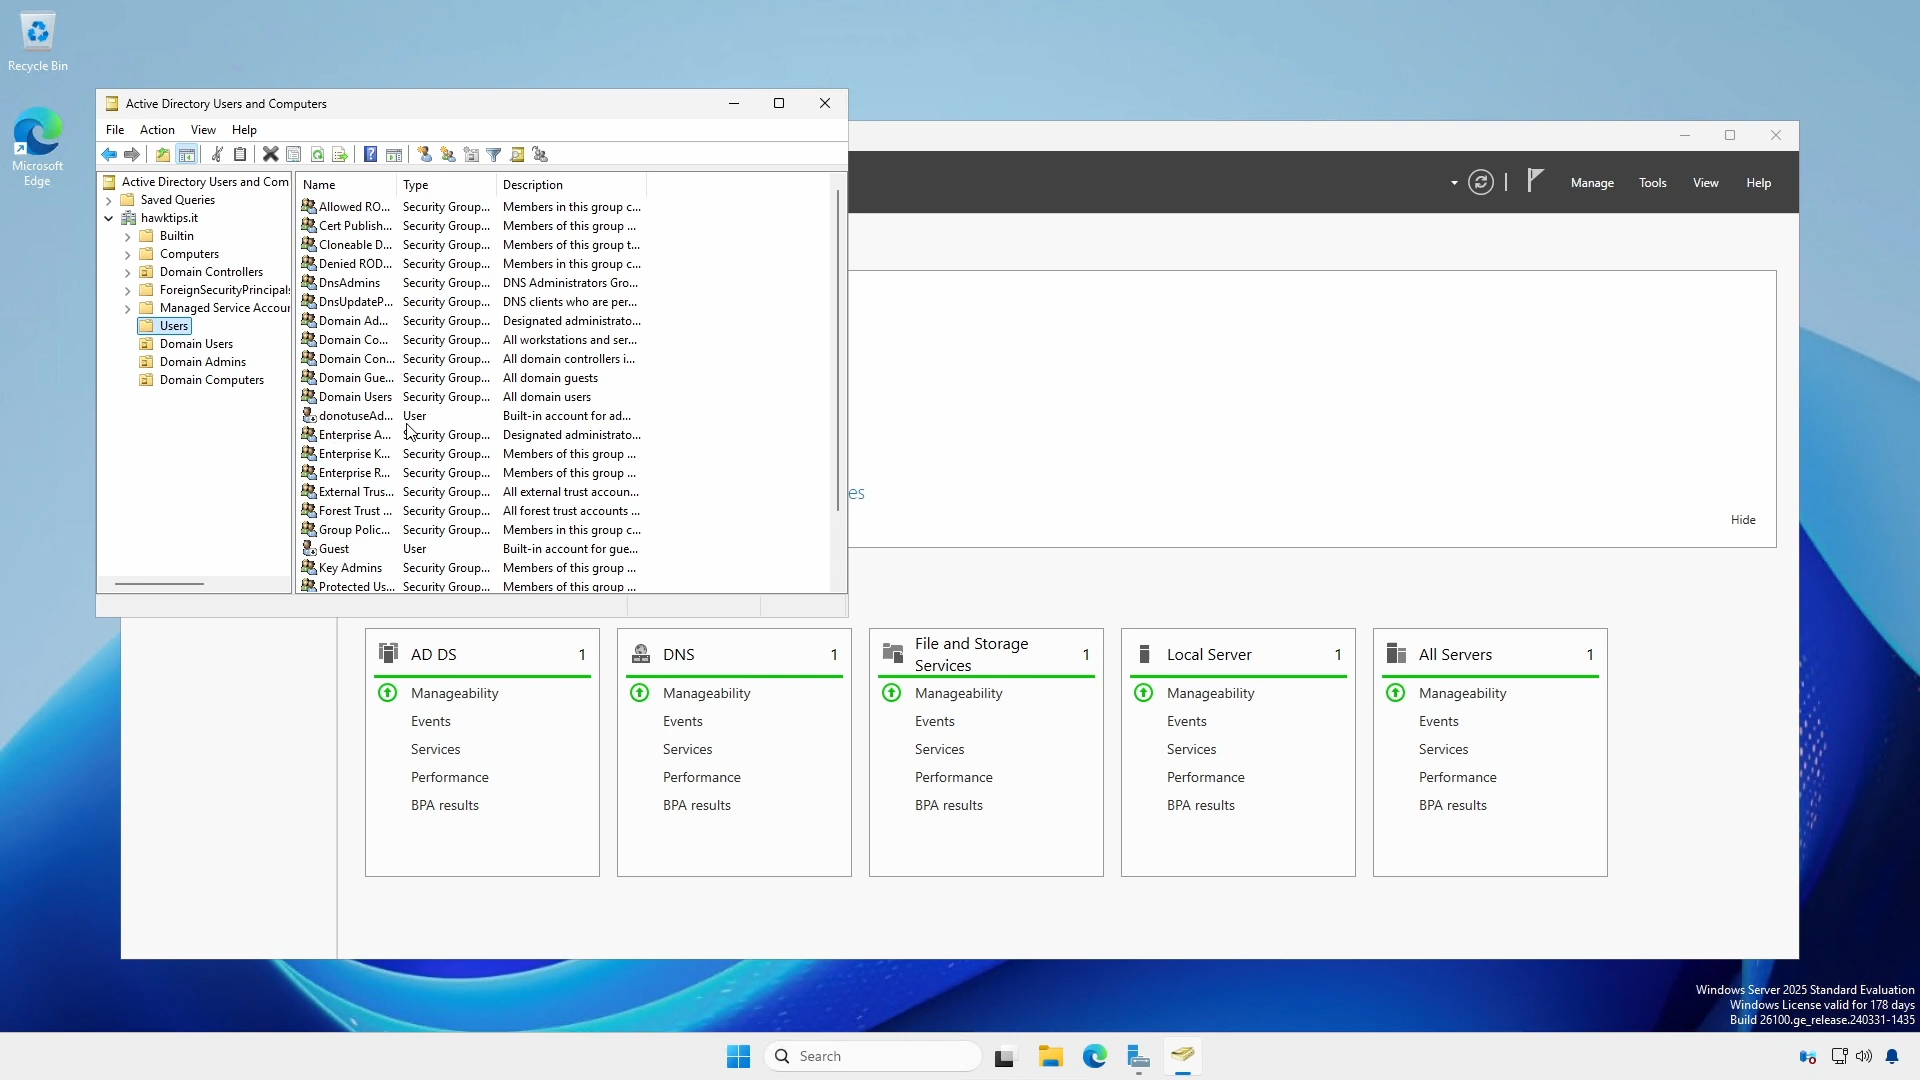 Recycle Bin
Microsoft
Edge
Active Directory Users and Computers
File Action View Help
Active Directory Users and Com
Saved Queries
hawktips.it
Builtin
Computers
Domain Controllers
ForeignSecurityPrincipals
Managed Service Accour
Users
Domain Users
Domain Admins
Domain Computers
Name Type Description
Allowed RO... Security Group... Members in this group c...
Cert Publish... Security Group... Members of this group ...
Cloneable D... Security Group... Members of this group t...
Denied ROD... Security Group... Members in this group c...
DnsAdmins Security Group... DNS Administrators Gro...
DnsUpdateP... Security Group... DNS clients who are per...
Domain Ad... Security Group... Designated administrato...
Domain Co... Security Group... All workstations and ser...
Domain Con... Security Group... All domain controllers i...
Domain Gue... Security Group... All domain guests
Domain Users Security Group... All domain users
donotuseAd... User Built-in account for ad...
Enterprise A... Security Group... Designated administrato...
Enterprise K... Security Group... Members of this group ...
Enterprise R... Security Group... Members of this group ...
External Trus... Security Group... All external trust accoun...
Forest Trust ... Security Group... All forest trust accounts ...
Group Polic... Security Group... Members in this group c...
Guest User Built-in account for gue...
Key Admins Security Group... Members of this group ...
Protected Us... Security Group... Members of this group ...
Manage Tools View Help
es
Hide
AD DS 1
Manageability
Events
Services
Performance
BPA results
DNS 1
Manageability
Events
Services
Performance
BPA results
File and Storage
Services 1
Manageability
Events
Services
Performance
BPA results
Local Server 1
Manageability
Events
Services
Performance
BPA results
All Servers 1
Manageability
Events
Services
Performance
BPA results
Windows Server 2025 Standard Evaluation
Windows License valid for 178 days
Build 26100.ge_release.240331-1435
Search